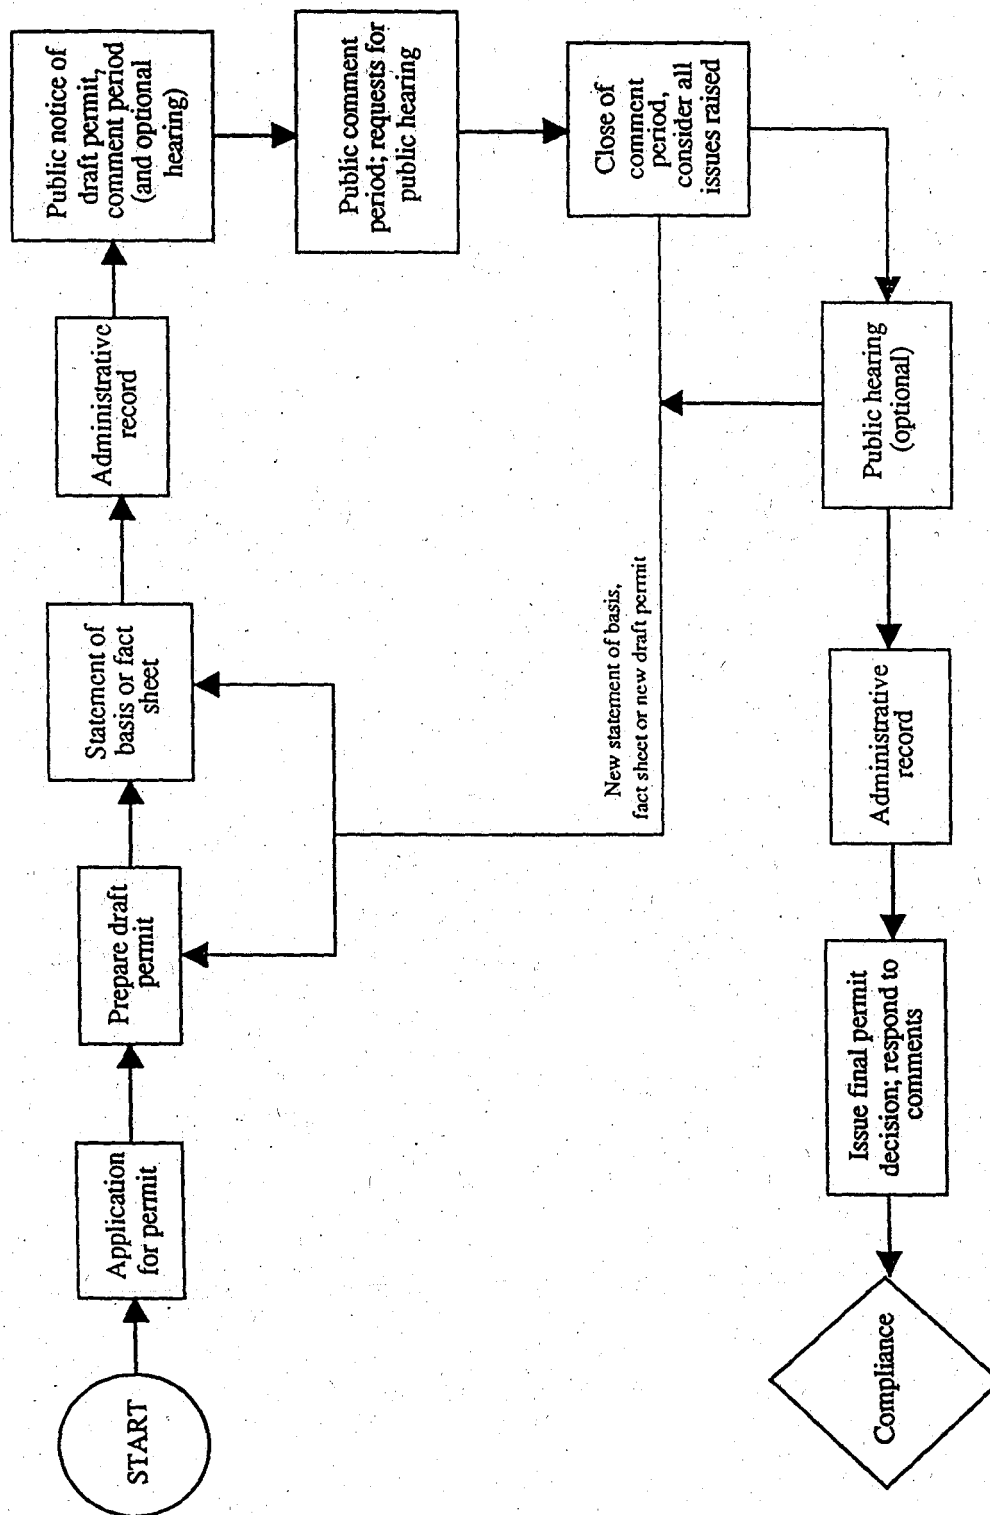 START
Application
for permit
Prepare draft
permit
Statement of
basis or fact
sheet
Administrative
record
Public notice of
draft permit,
comment period
(and optional
hearing)
Public comment
period; requests for
public hearing
Close of
comment
period,
consider all
issues raised
New statement of basis,
fact sheet or new draft permit
Public hearing
(optional)
Administrative
record
Issue final permit
decision; respond to
comments
Compliance